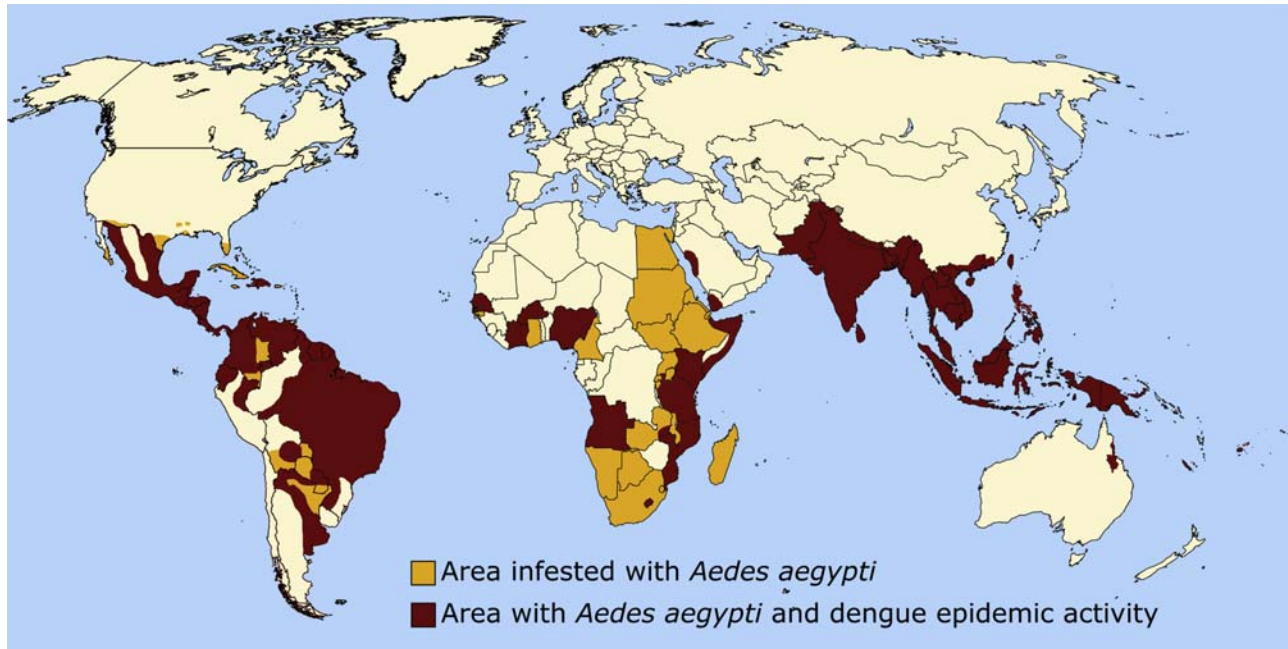 Area infested with Aedes aegypti
Area with Aedes aegypti and dengue epidemic activity